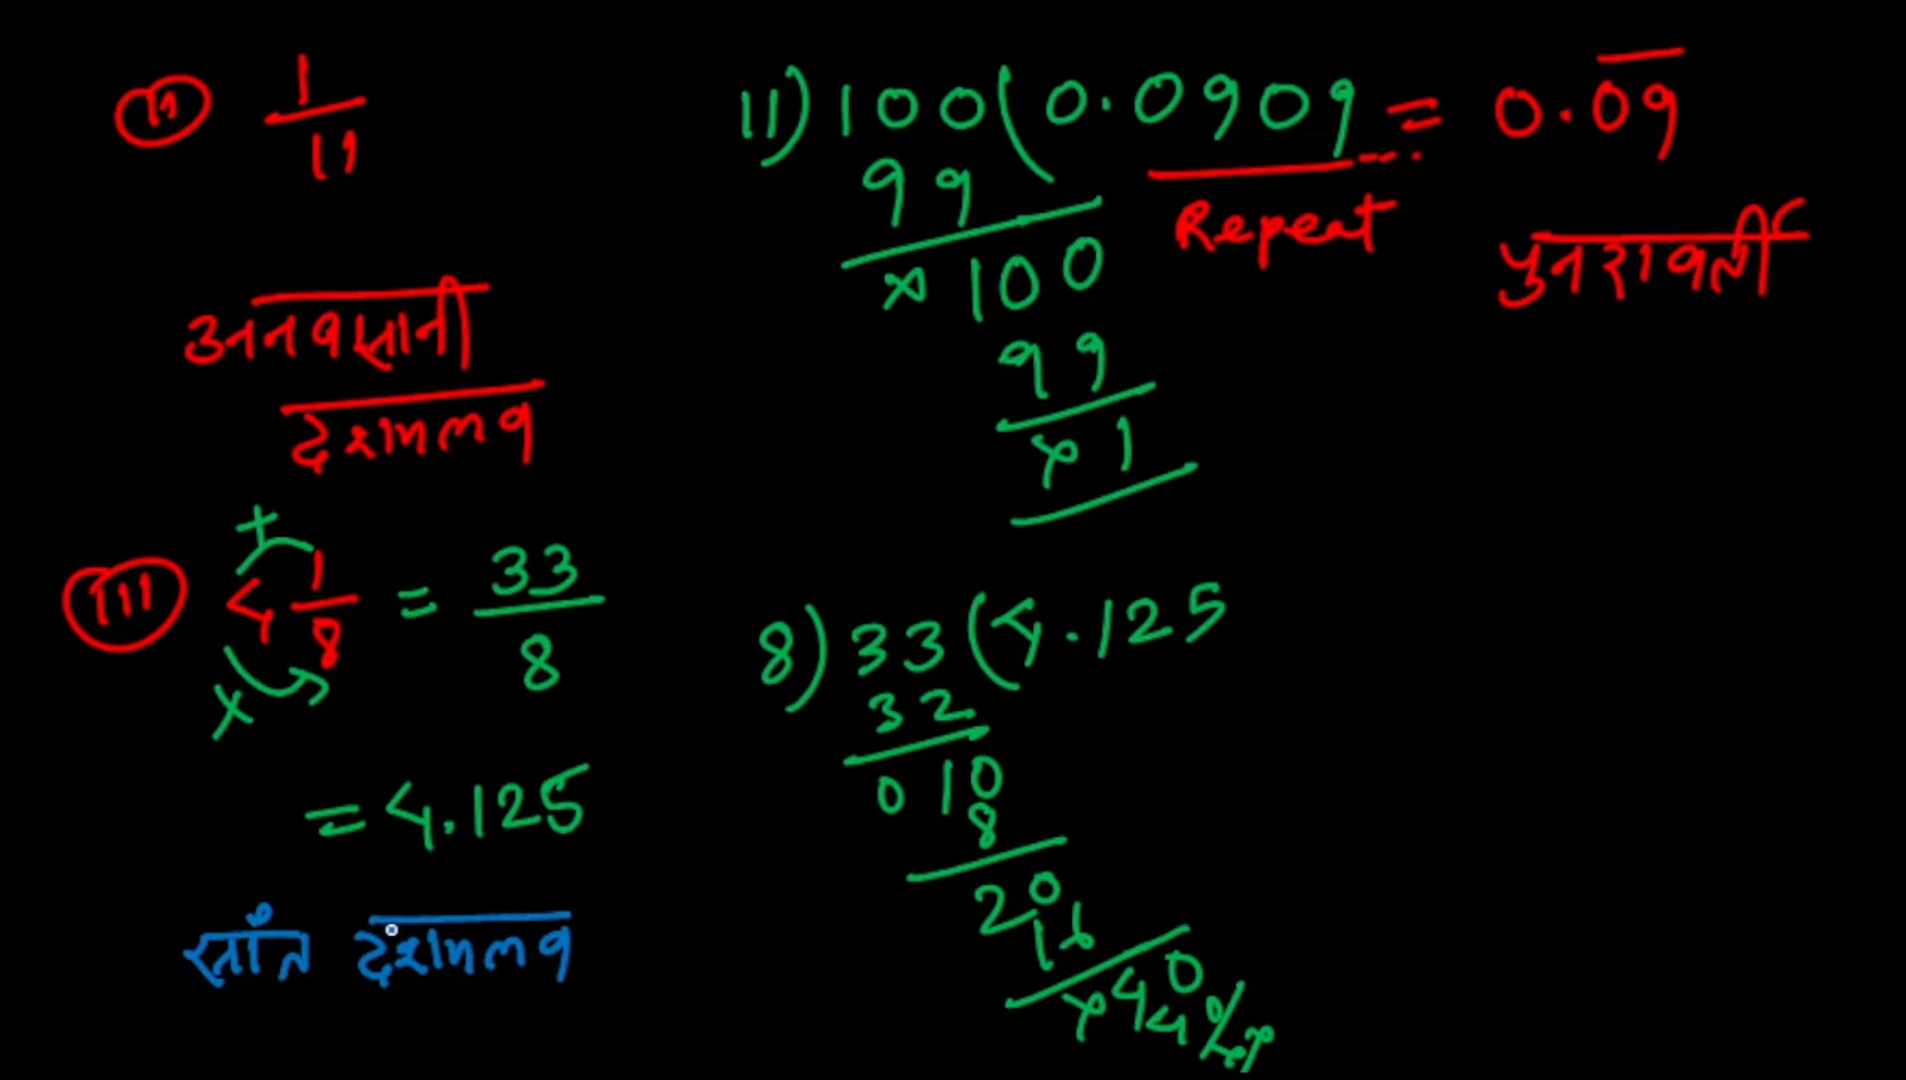 (ii) 1/11
11)100(0.0909... = 0.0̅9̅
99
×100
99
×1
Repeat
पुनरावर्ती
अनवसानी
दशमलव
(iii) 4 1/8 = 33/8
+
×
= 4.125
सांत दशमलव
8)33(4.125
32
010
8
20
16
×40
40